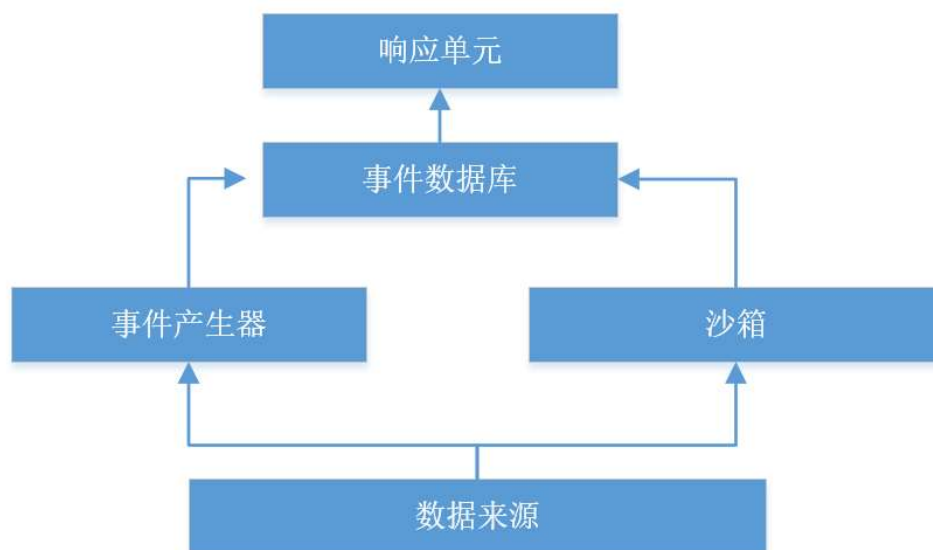 响应单元
事件数据库
事件产生器
沙箱
数据来源